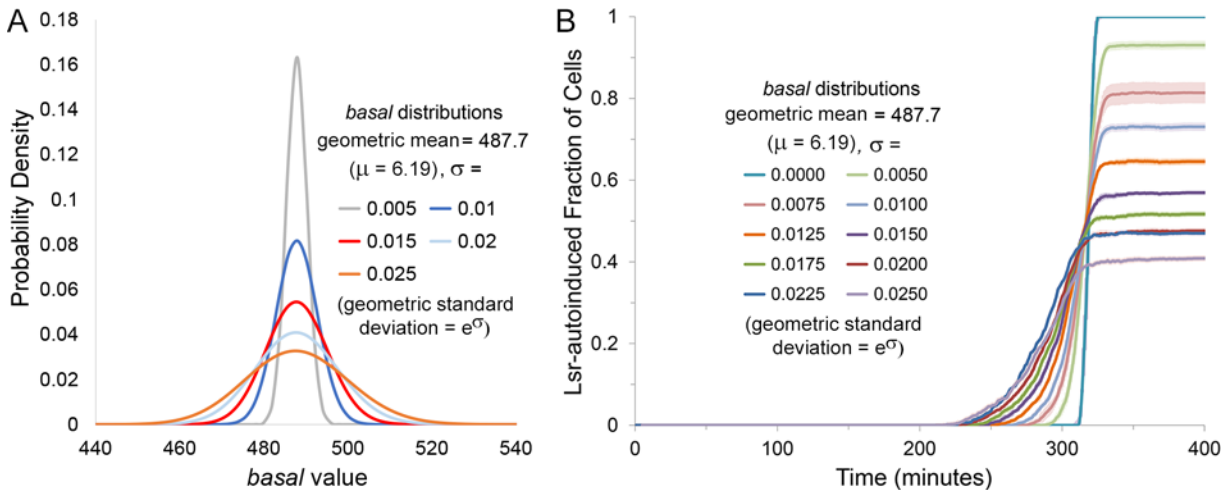 A
Probability Density
0.18
0.16
0.14
0.12
0.1
0.08
0.06
0.04
0.02
0
440
460
480
500
520
540
basal value
basal distributions
geometric mean = 487.7
(μ = 6.19), σ =
0.005 0.01
0.015 0.02
0.025
(geometric standard
deviation = e^σ)
B
Lsr-autoinduced Fraction of Cells
1
0.8
0.6
0.4
0.2
0
0
100
200
300
400
Time (minutes)
basal distributions
geometric mean = 487.7
(μ = 6.19), σ =
0.0000 0.0050
0.0075 0.0100
0.0125 0.0150
0.0175 0.0200
0.0225 0.0250
(geometric standard
deviation = e^σ)